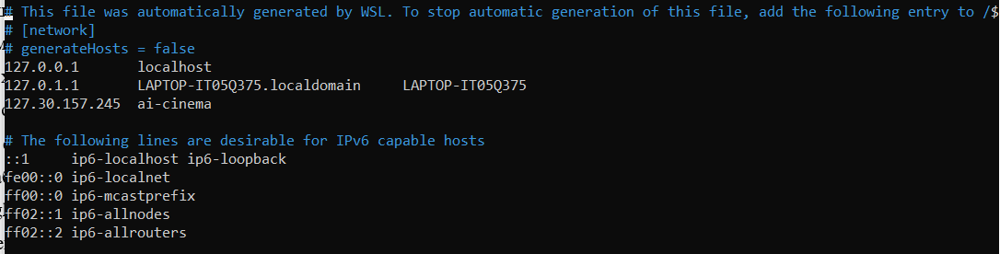 # This file was automatically generated by WSL. To stop automatic generation of this file, add the following entry to /$
# [network]
# generateHosts = false
127.0.0.1       localhost
127.0.1.1       LAPTOP-IT05Q375.localdomain     LAPTOP-IT05Q375
127.30.157.245  ai-cinema

# The following lines are desirable for IPv6 capable hosts
::1     ip6-localhost ip6-loopback
fe00::0 ip6-localnet
ff00::0 ip6-mcastprefix
ff02::1 ip6-allnodes
ff02::2 ip6-allrouters